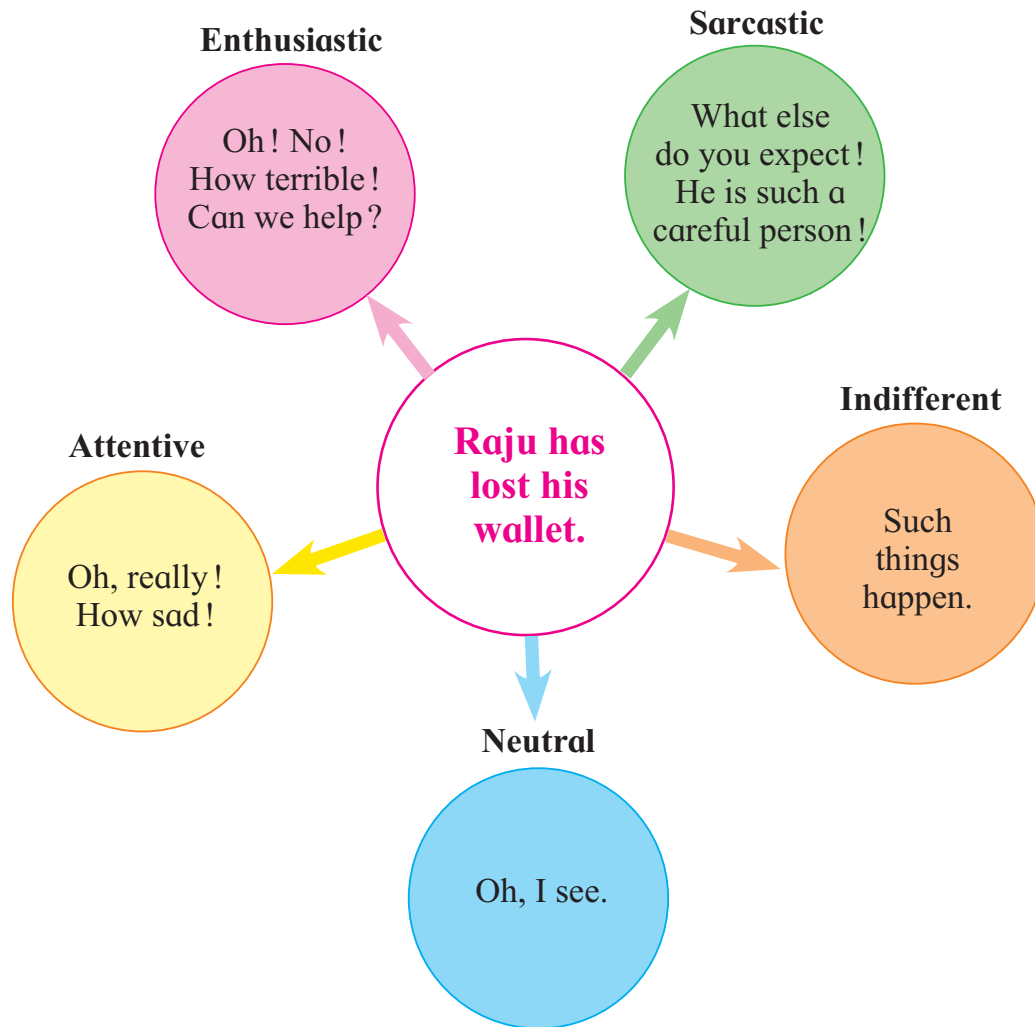 Enthusiastic
Oh! No!
How terrible!
Can we help?
Sarcastic
What else
do you expect!
He is such a
careful person!
Attentive
Oh, really!
How sad!
Raju has
lost his
wallet.
Indifferent
Such
things
happen.
Neutral
Oh, I see.